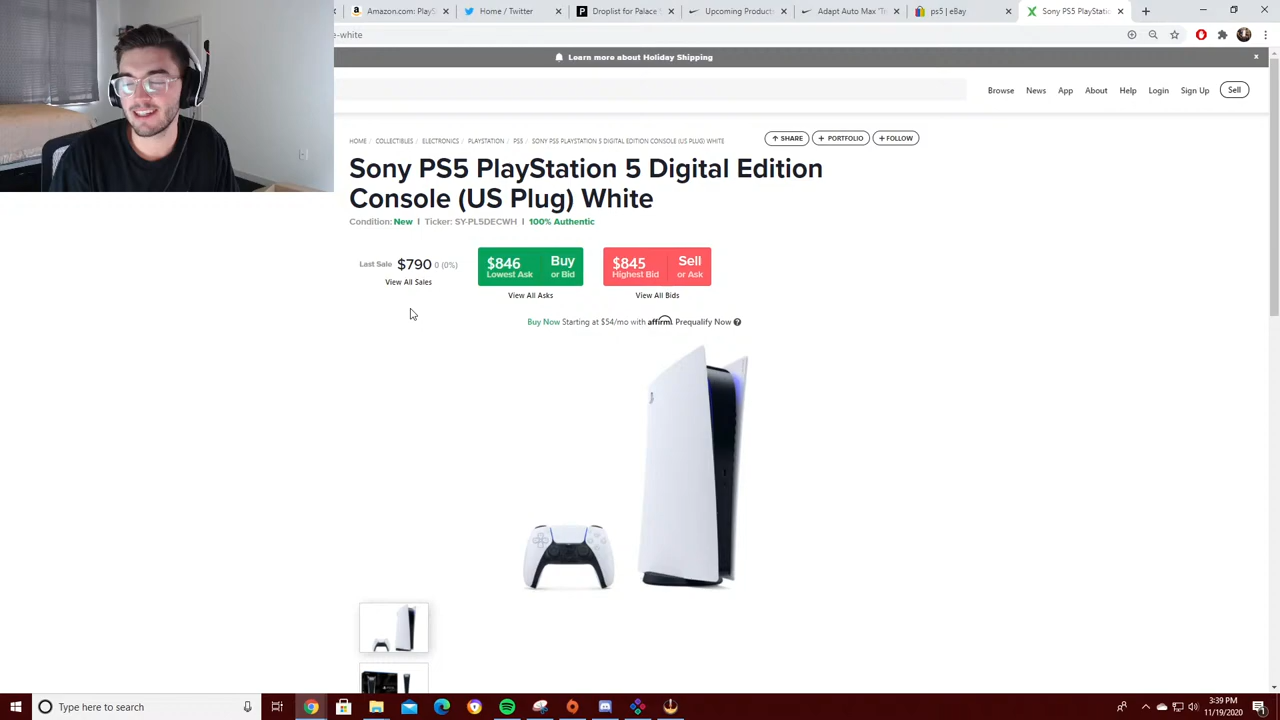 Amazon.com: PlayS
Home / Twitter
Droplist for Palace
Upcoming Product
Adapt Auto Max 'Tr
ps5 | eBay
Sony PS5 PlayStatio
e-white
Learn more about Holiday Shipping
Browse News App About Help Login Sign Up Sell
HOME / COLLECTIBLES / ELECTRONICS / PLAYSTATION / PS5 / SONY PS5 PLAYSTATION 5 DIGITAL EDITION CONSOLE (US PLUG) WHITE
SHARE + PORTFOLIO + FOLLOW
Sony PS5 PlayStation 5 Digital Edition
Console (US Plug) White
Condition: New | Ticker: SY-PL5DECWH | 100% Authentic
Last Sale $790 0 (0%)
View All Sales
$846 Buy
Lowest Ask or Bid
View All Asks
$845 Sell
Highest Bid or Ask
View All Bids
Buy Now Starting at $54/mo with affirm. Prequalify Now
Type here to search
3:39 PM
11/19/2020